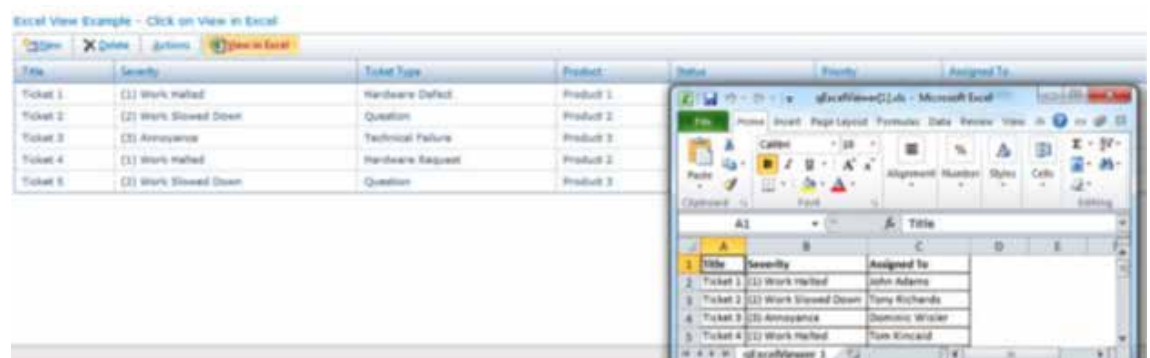 Excel View Example - Click on View in Excel
New Delete Actions View in Excel
Title Severity Ticket Type Product Status Priority Assigned To
Ticket 1 (1) Work Halted Hardware Defect Product 1
Ticket 2 (2) Work Slowed Down Question Product 2
Ticket 3 (3) Annoyance Technical Failure Product 3
Ticket 4 (1) Work Halted Hardware Request Product 2
Ticket 5 (2) Work Slowed Down Question Product 3
qExcelViewer[1].xls - Microsoft Excel
File Home Insert Page Layout Formulas Data Review View
Calibri 10
Paste B I U A A Alignment Number Styles Cells
Clipboard Font Editing
A1 fx Title
A B C D E F
1 Title Severity Assigned To
2 Ticket 1 (1) Work Halted John Adams
3 Ticket 2 (2) Work Slowed Down Tony Richards
4 Ticket 3 (3) Annoyance Dominic Wisler
5 Ticket 4 (1) Work Halted Tom Kincaid
qExcelViewer 1